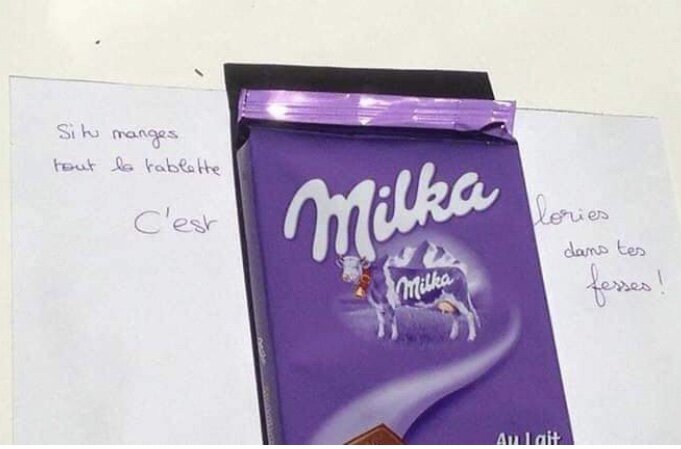 Si tu manges
tout la tablette
C'est
Milka
lories
dans tes
fesses !
Milka
Au Lait